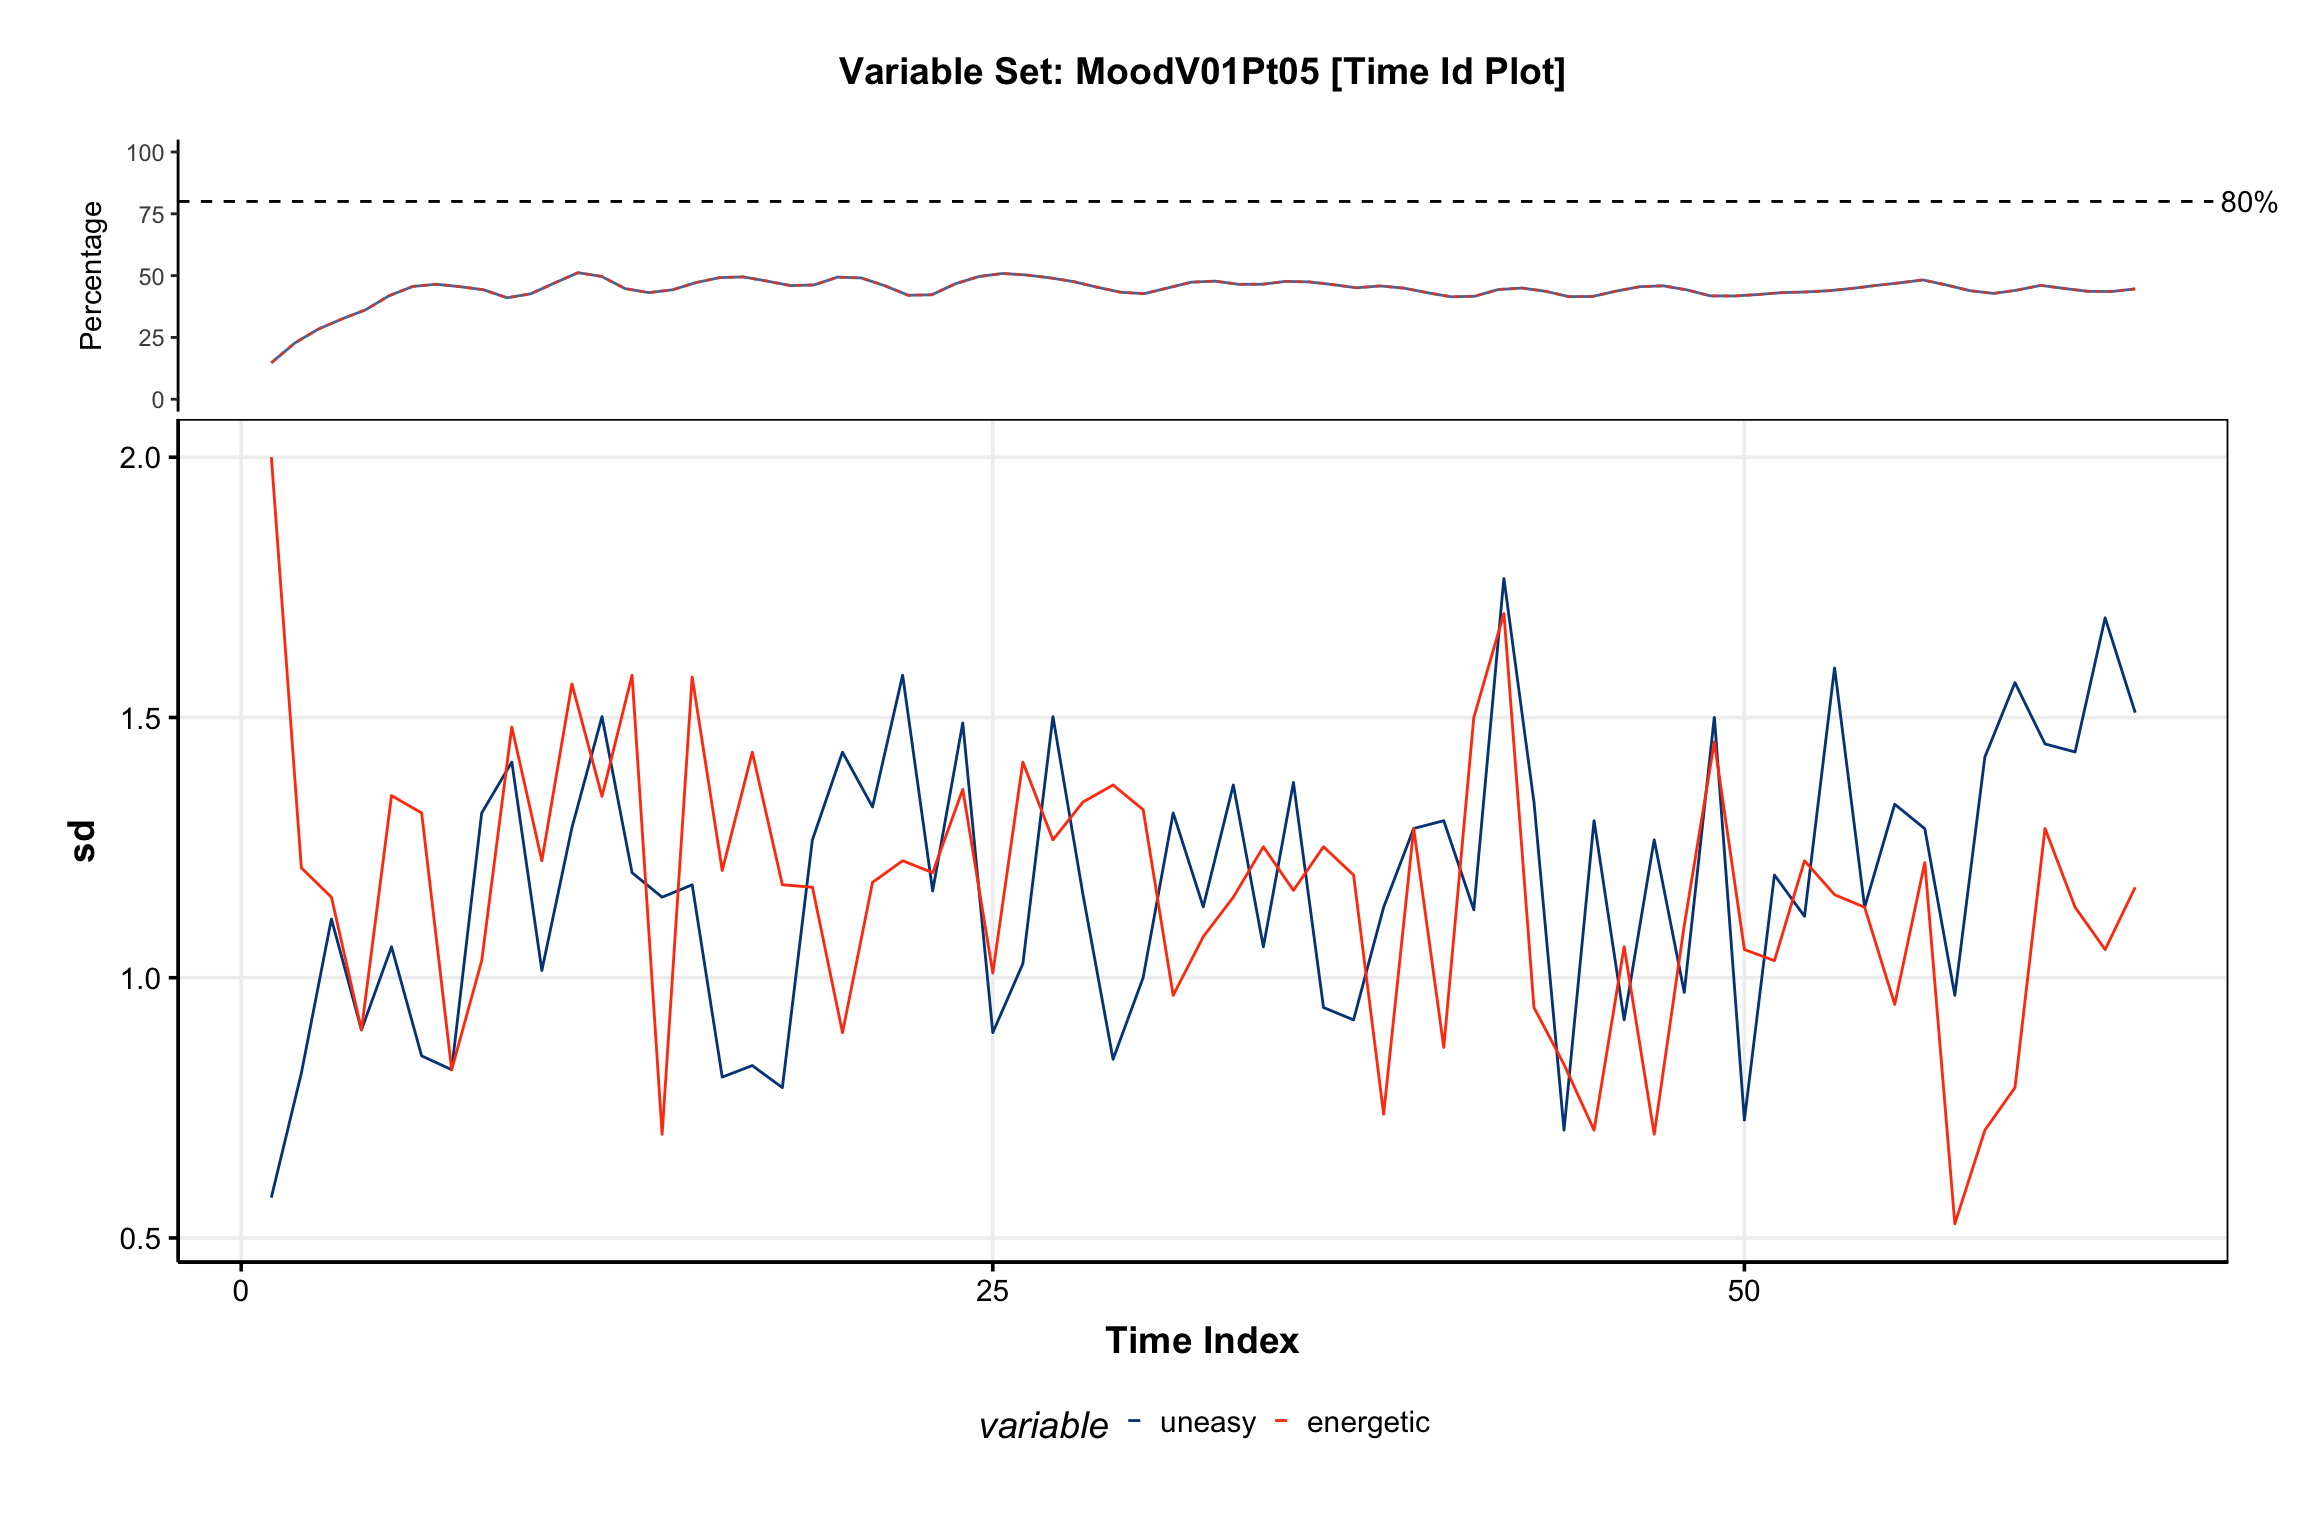 Variable Set: MoodV01Pt05 [Time Id Plot]
100
75
50
25
0
Percentage
80%
2.0
1.5
1.0
0.5
sd
0 25 50
Time Index
variable uneasy energetic